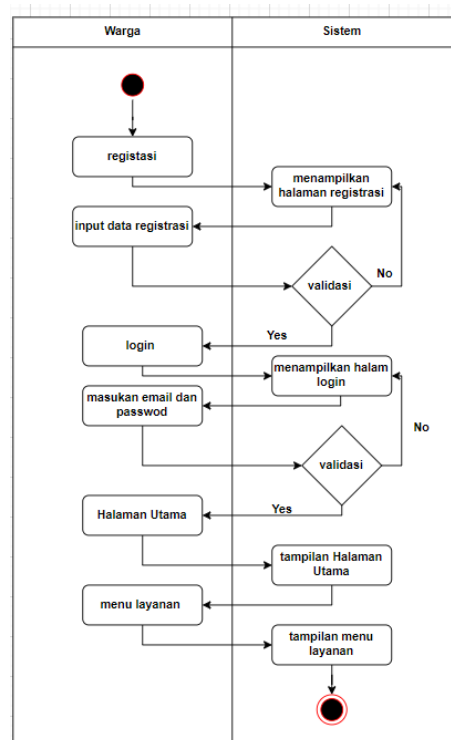 Warga
Sistem
registasi
menampilkan
halaman registrasi
input data registrasi
validasi
No
Yes
login
menampilkan halam
login
masukan email dan
passwod
validasi
No
Yes
Halaman Utama
tampilan Halaman
Utama
menu layanan
tampilan menu
layanan